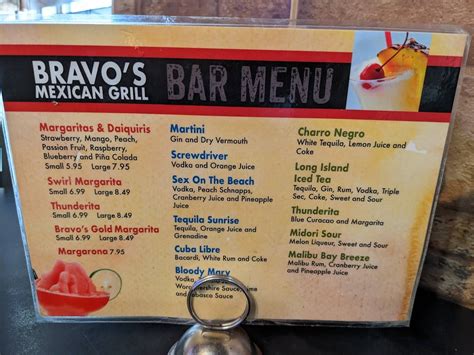 BRAVO'S
MEXICAN GRILL
BAR MENU
Margaritas & Daiquiris
Strawberry, Mango, Peach,
Passion Fruit, Raspberry,
Blueberry and Piña Colada
Small 5.95 Large 7.95
Swirl Margarita
Small 6.99 Large 8.49
Thunderita
Small 6.99 Large 8.49
Bravo's Gold Margarita
Small 6.99 Large 8.49
Margarona 7.95
Martini
Gin and Dry Vermouth
Screwdriver
Vodka and Orange Juice
Sex On The Beach
Vodka, Peach Schnapps,
Cranberry Juice and Pineapple
Juice
Tequila Sunrise
Tequila, Orange Juice and
Grenadine
Cuba Libre
Bacardi, White Rum and Coke
Bloody Mary
Vodka,
Worcestershire Sauce,
and Tabasco Sauce
Charro Negro
White Tequila, Lemon Juice and
Coke
Long Island
Iced Tea
Tequila, Gin, Rum, Vodka, Triple
Sec, Coke, Sweet and Sour
Thunderita
Blue Curacao and Margarita
Midori Sour
Melon Liqueur, Sweet and Sour
Malibu Bay Breeze
Malibu Rum, Cranberry Juice
and Pineapple Juice